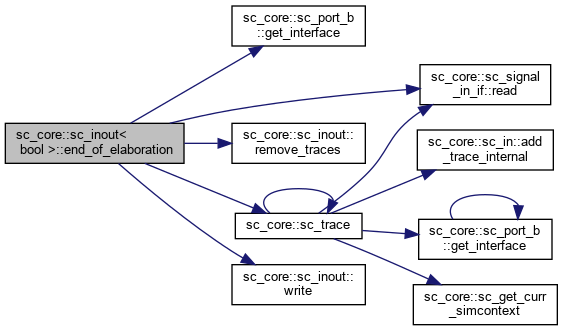 sc_core::sc_port_b
::get_interface
sc_core::sc_signal
_in_if::read
sc_core::sc_inout<
bool >::end_of_elaboration
sc_core::sc_inout::
remove_traces
sc_core::sc_in::add
_trace_internal
sc_core::sc_trace
sc_core::sc_port_b
::get_interface
sc_core::sc_inout::
write
sc_core::sc_get_curr
_simcontext